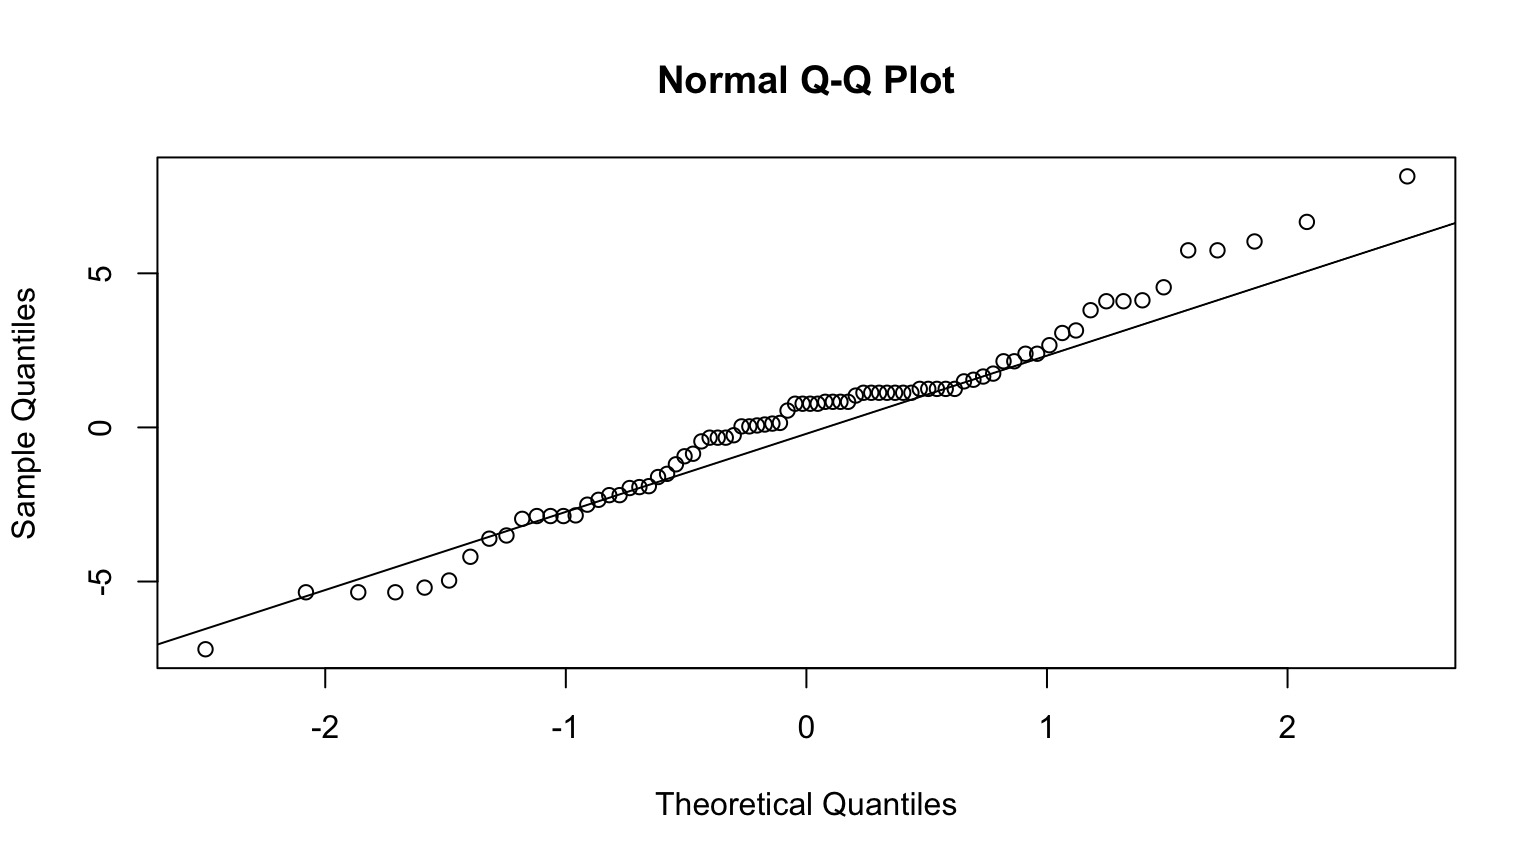 Normal Q-Q Plot
Sample Quantiles
5
0
-5
-2 -1 0 1 2
Theoretical Quantiles